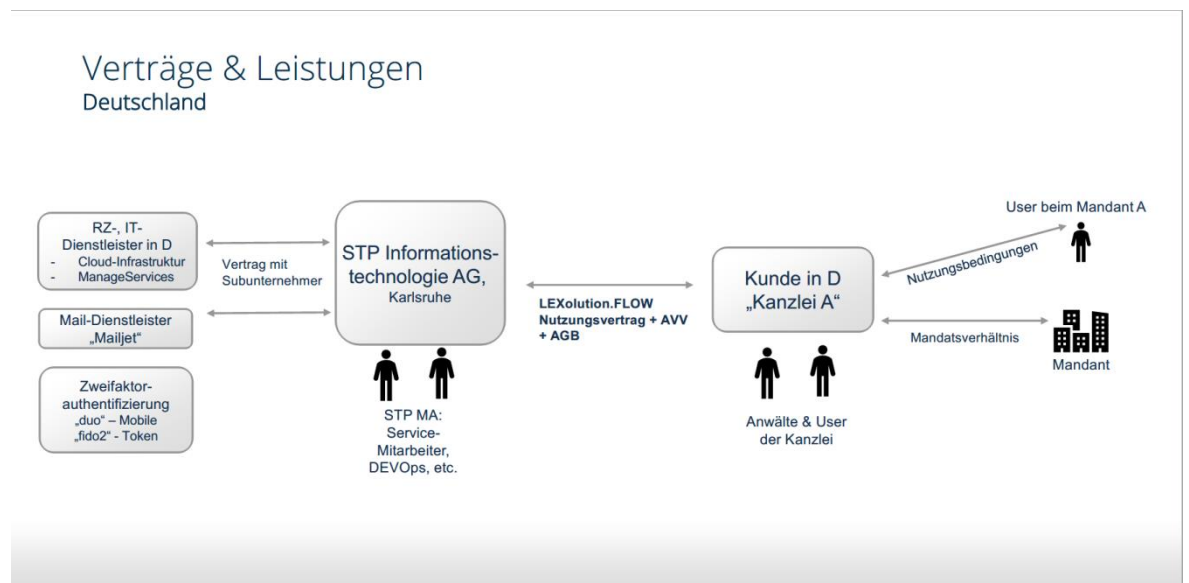 Verträge & Leistungen
Deutschland
RZ-, IT-
Dienstleister in D
- Cloud-Infrastruktur
- ManageServices
Mail-Dienstleister
„Mailjet“
Zweifaktor-
authentifizierung
„duo“ – Mobile
„fido2“ - Token
Vertrag mit
Subunternehmer
STP Informations-
technologie AG,
Karlsruhe
STP MA:
Service-
Mitarbeiter,
DEVOps, etc.
LEXolution.FLOW
Nutzungsvertrag + AVV
+ AGB
Kunde in D
„Kanzlei A“
Anwälte & User
der Kanzlei
User beim Mandant A
Nutzungsbedingungen
Mandatsverhältnis
Mandant